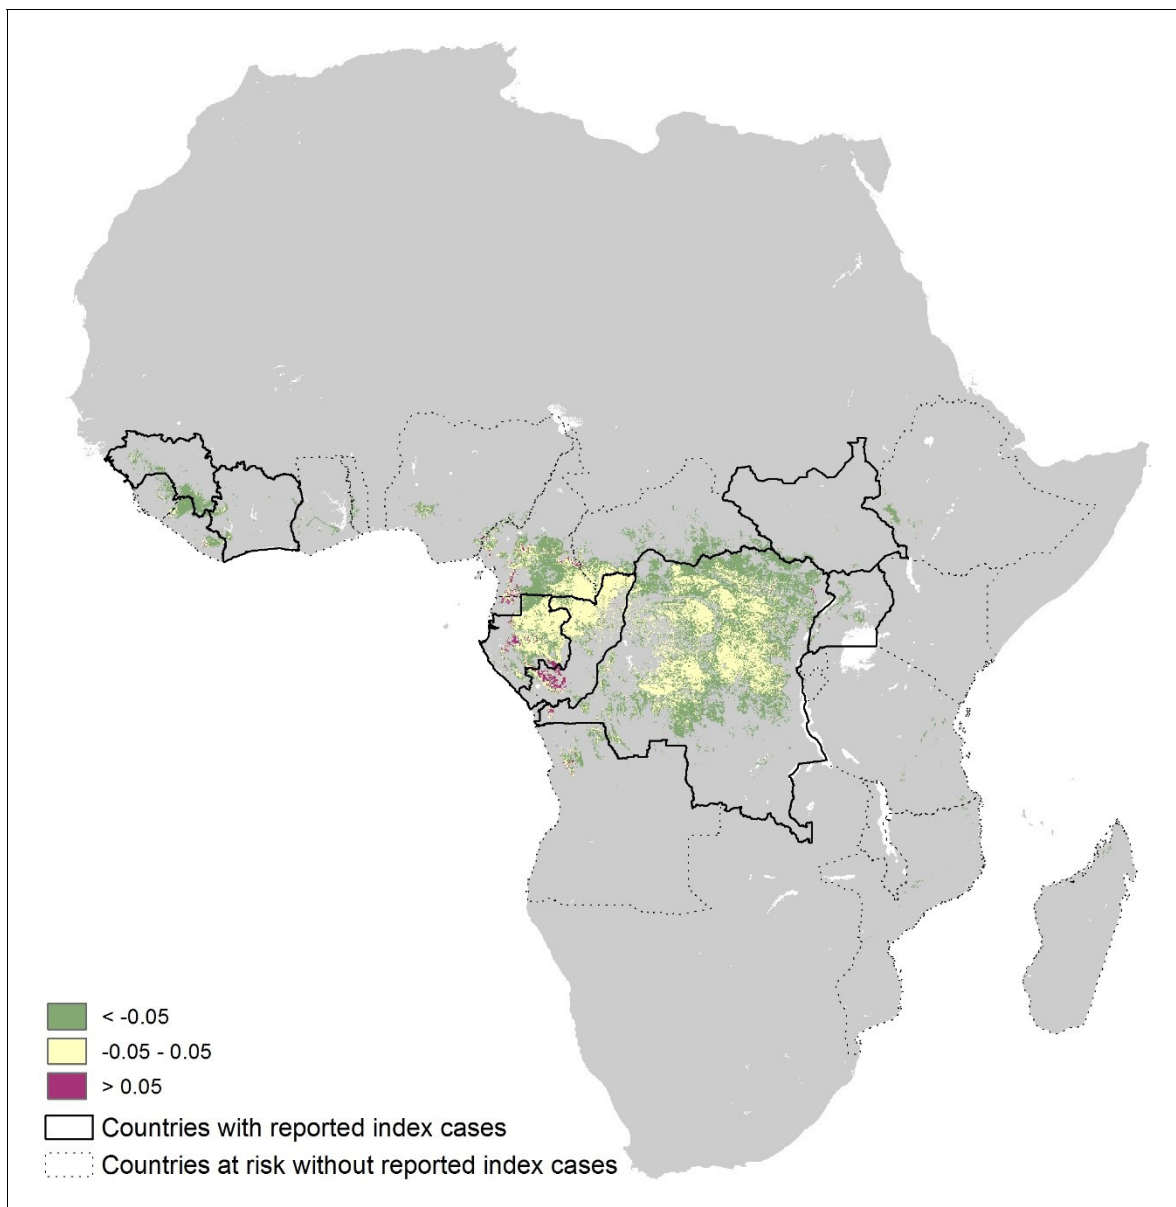 < -0.05
-0.05 - 0.05
> 0.05
Countries with reported index cases
Countries at risk without reported index cases